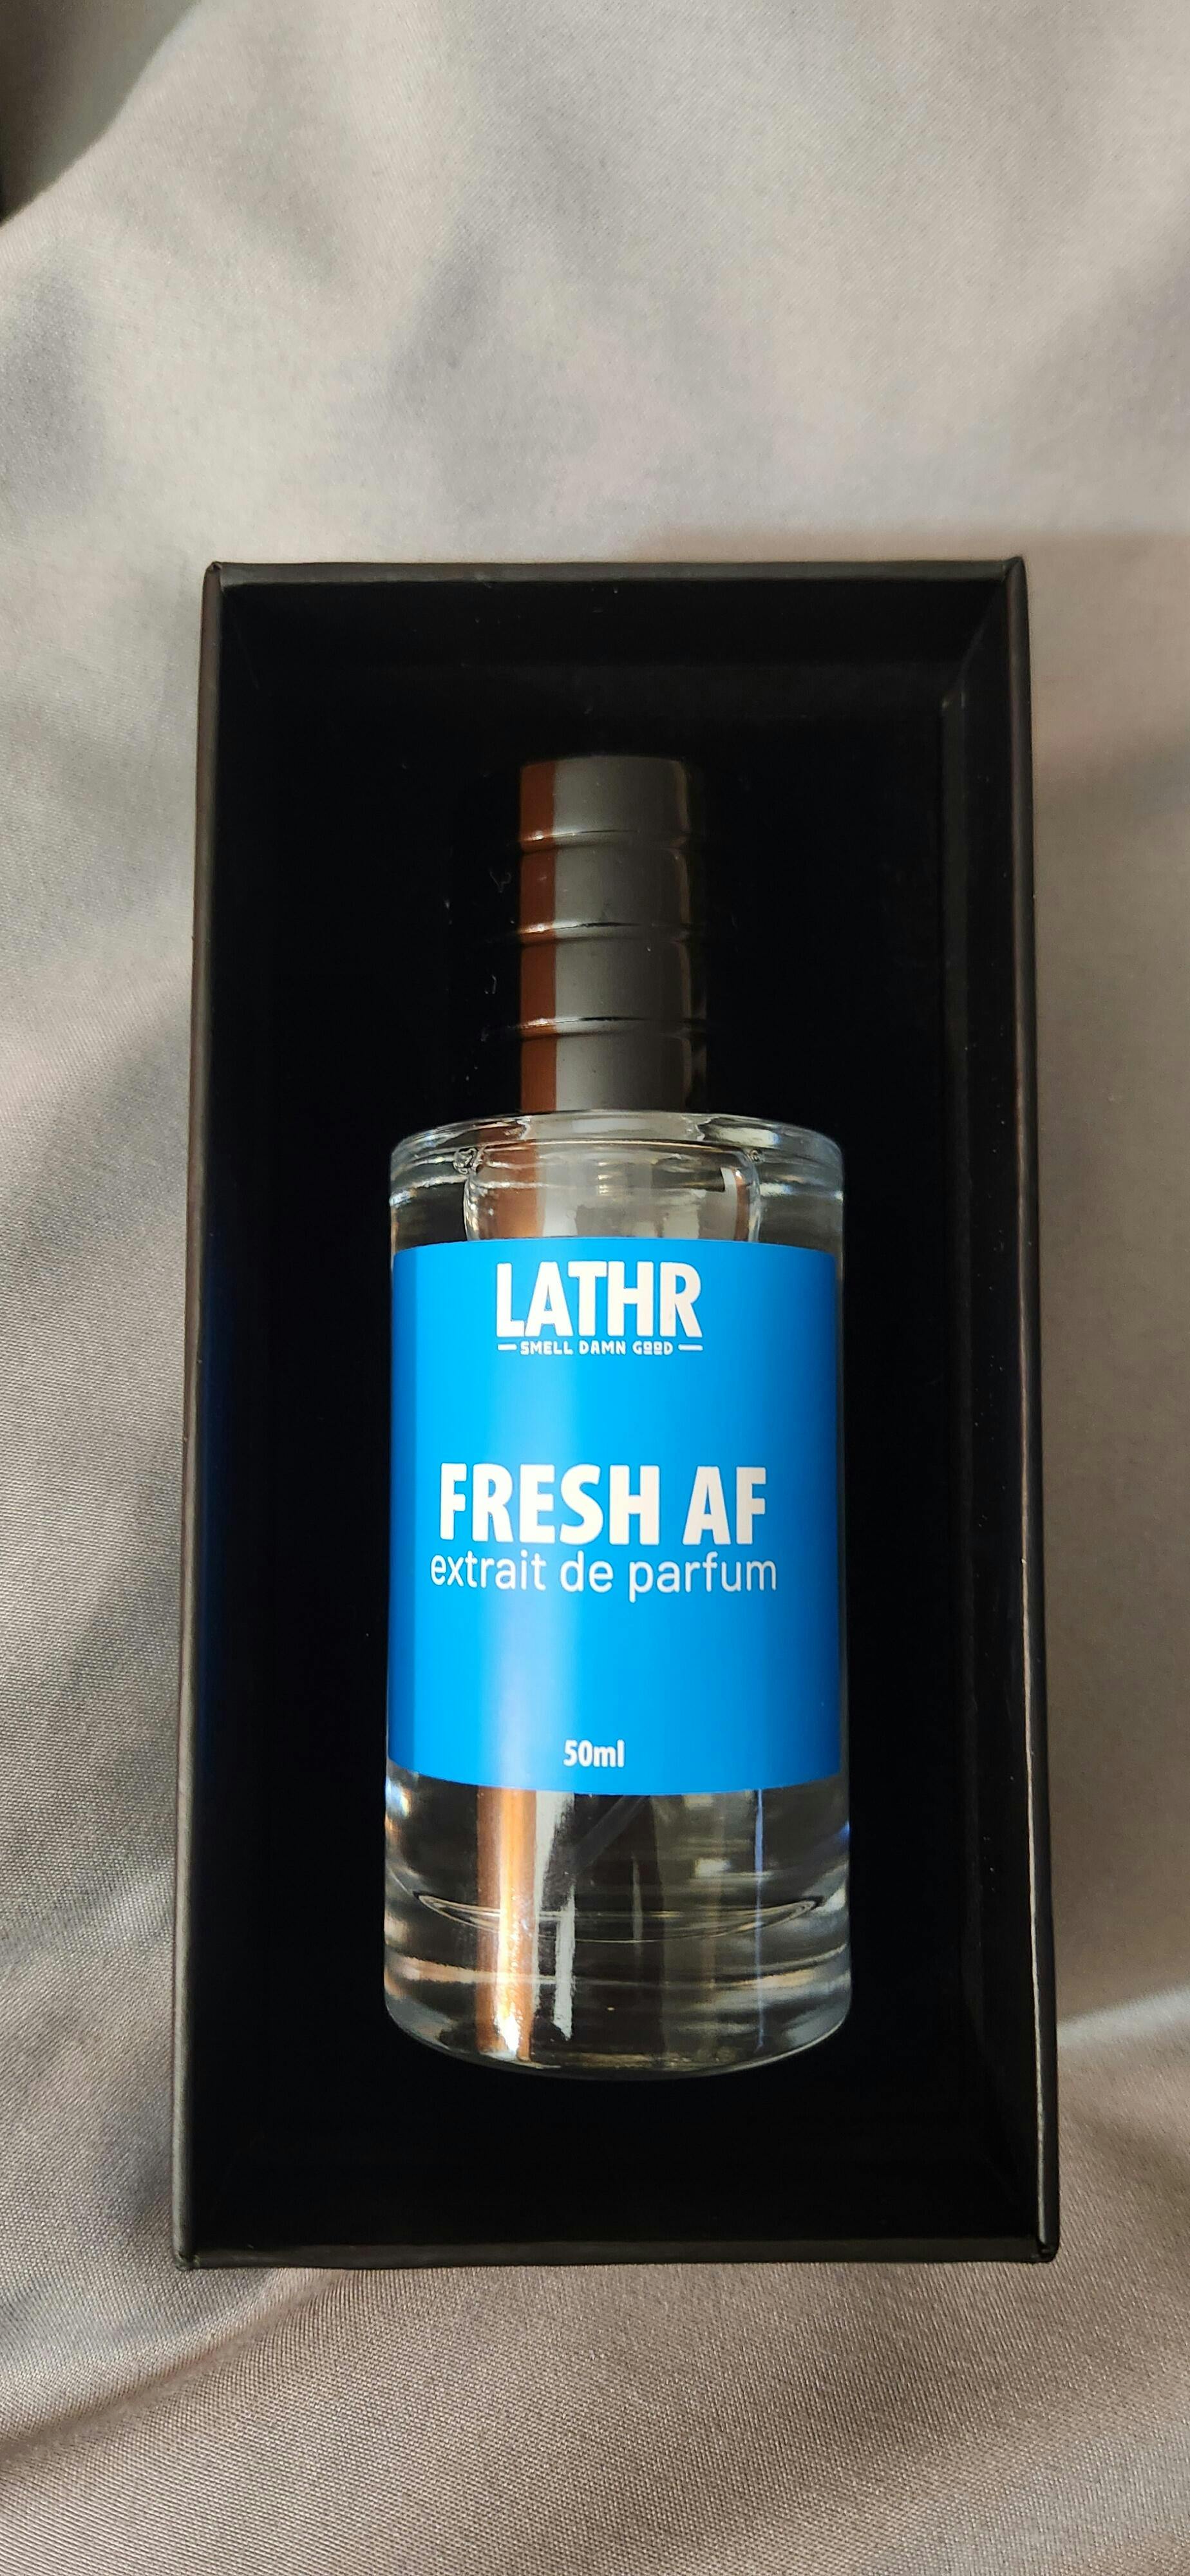 LATHR
SMELL DAMN GOOD
FRESH AF
extrait de parfum
50ml